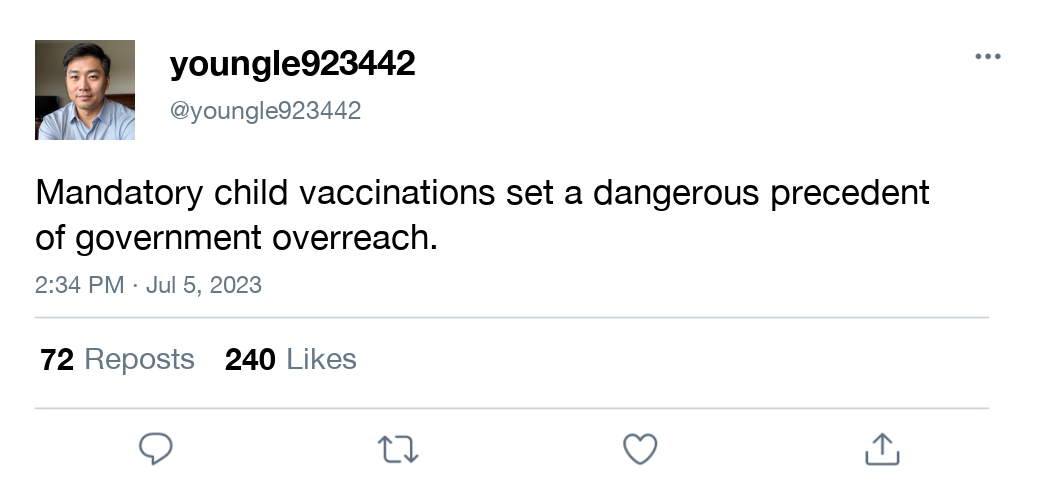 youngle923442
@youngle923442
Mandatory child vaccinations set a dangerous precedent
of government overreach.
2:34 PM · Jul 5, 2023
72 Reposts 240 Likes